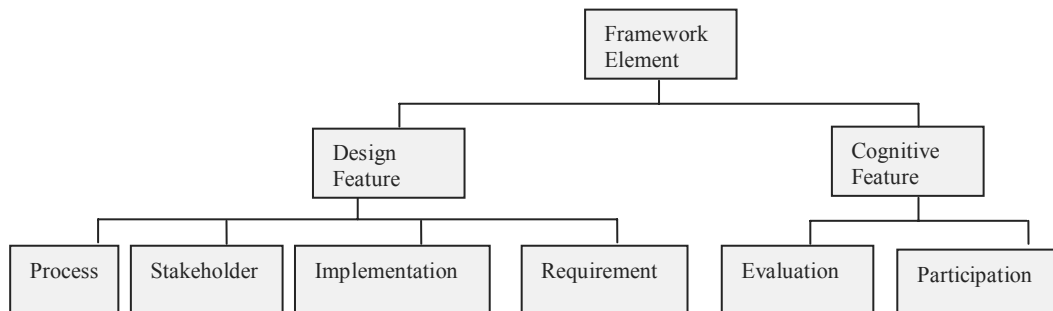 Framework
Element
Design
Feature
Cognitive
Feature
Process
Stakeholder
Implementation
Requirement
Evaluation
Participation